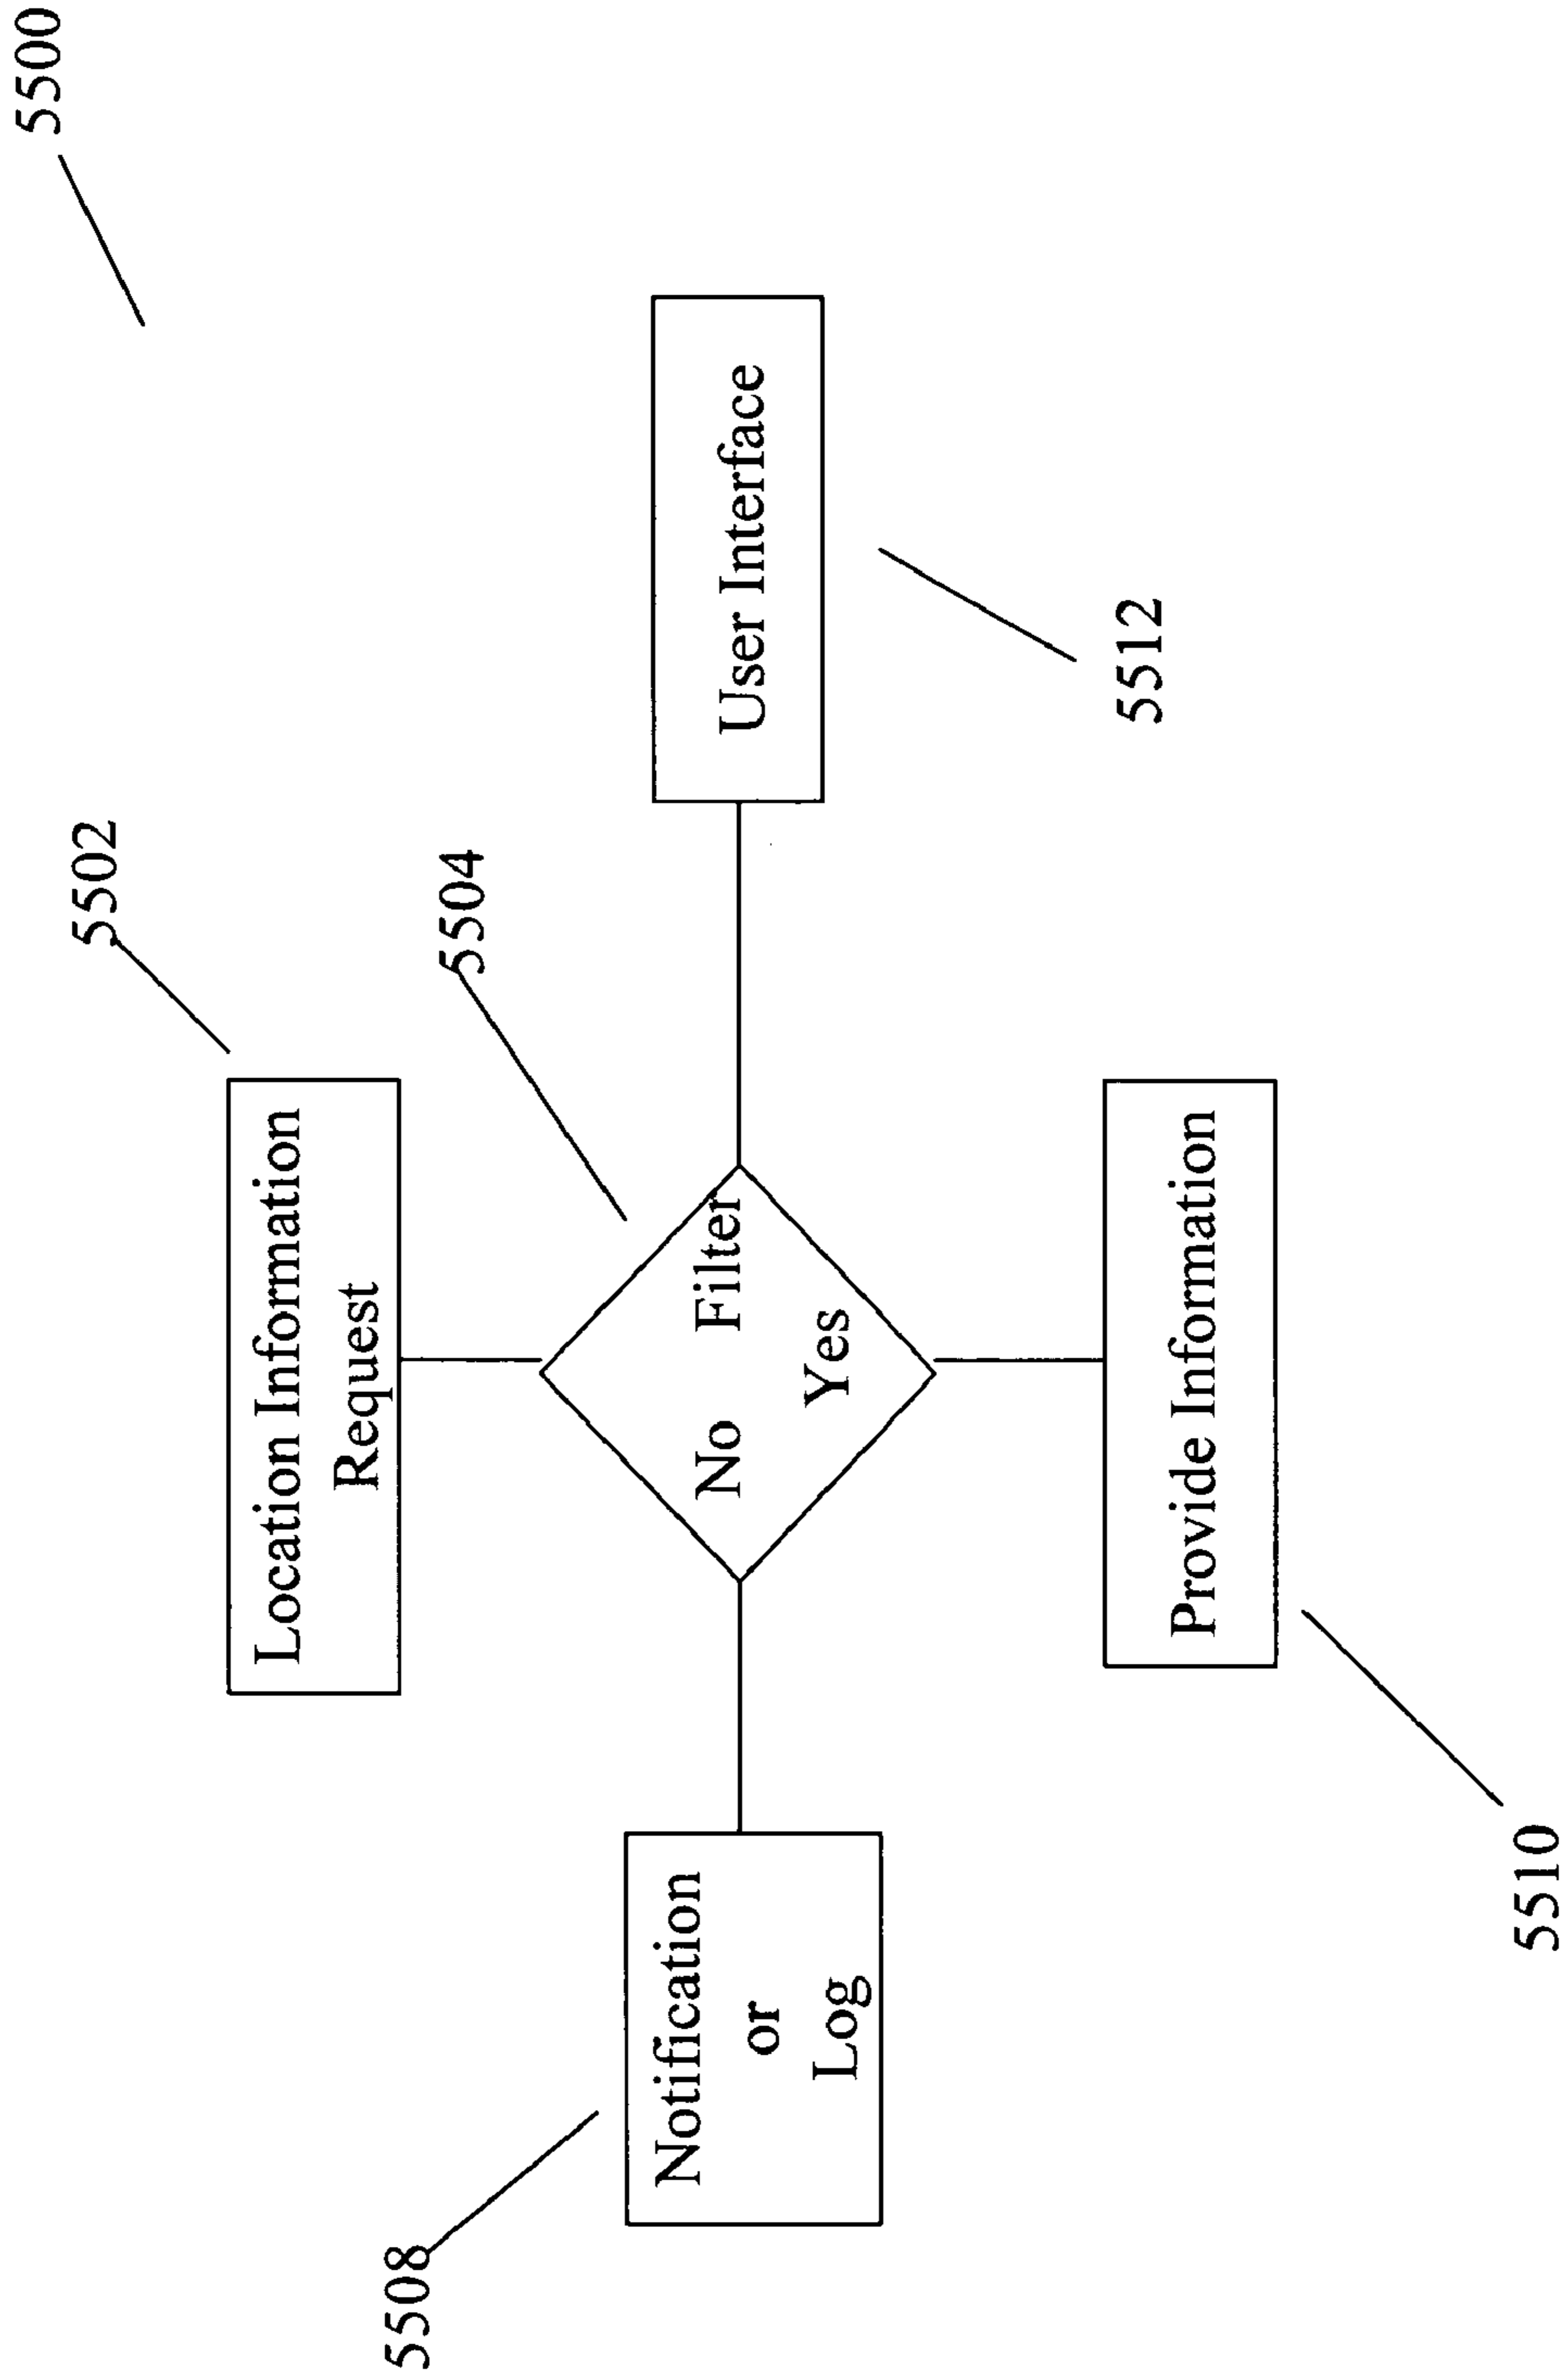 5500
5502
Location Information
Request
5504
No Filter
Yes
User Interface
5512
5508
Notification
or
Log
Provide Information
5510